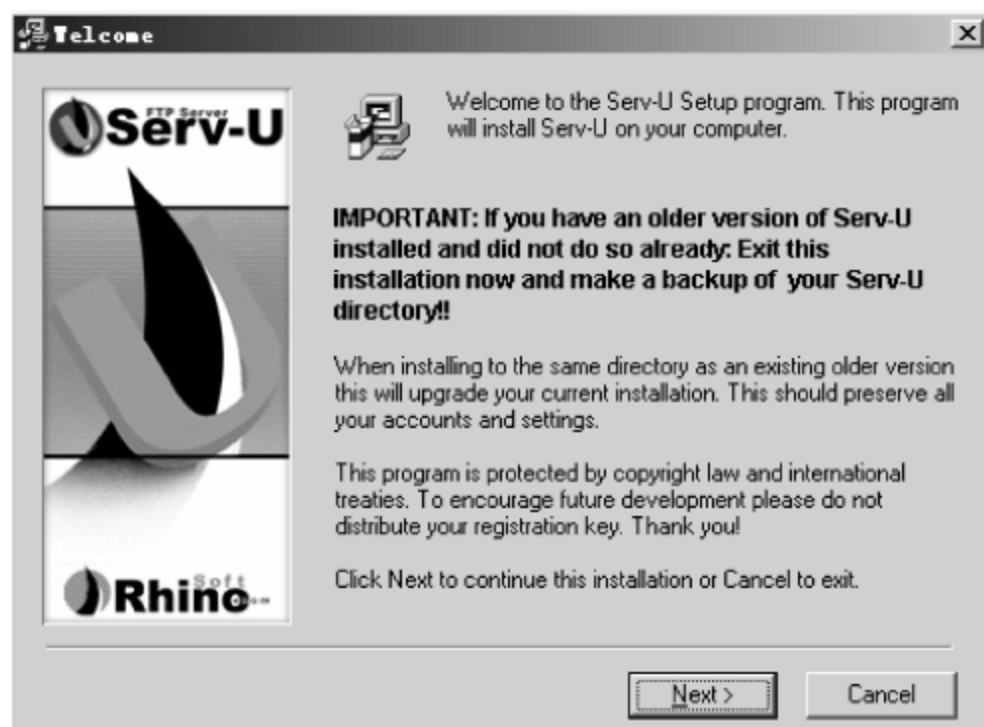 Welcome
FTP Server
Serv-U
Welcome to the Serv-U Setup program. This program
will install Serv-U on your computer.
IMPORTANT: If you have an older version of Serv-U
installed and did not do so already: Exit this
installation now and make a backup of your Serv-U
directory!!
When installing to the same directory as an existing older version
this will upgrade your current installation. This should preserve all
your accounts and settings.
This program is protected by copyright law and international
treaties. To encourage future development please do not
distribute your registration key. Thank you!
Click Next to continue this installation or Cancel to exit.
Rhino
Soft
.com
Next >
Cancel